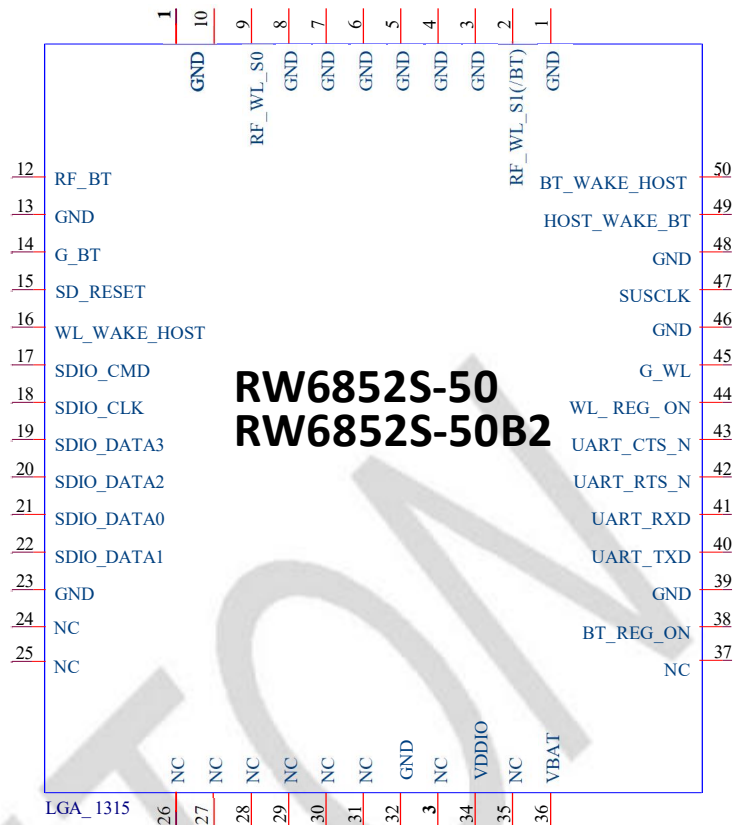 1 10 9 8 7 6 5 4 3 2 1
GND RF_WL_S0 GND GND GND GND GND GND RF_WL_S1(/BT) GND
12 RF_BT
13 GND
14 G_BT
15 SD_RESET
16 WL_WAKE_HOST
17 SDIO_CMD
18 SDIO_CLK
19 SDIO_DATA3
20 SDIO_DATA2
21 SDIO_DATA0
22 SDIO_DATA1
23 GND
24 NC
25 NC
RW6852S-50
RW6852S-50B2
BT_WAKE_HOST 50
HOST_WAKE_BT 49
GND 48
SUSCLK 47
GND 46
G_WL 45
WL_ REG_ON 44
UART_CTS_N 43
UART_RTS_N 42
UART_RXD 41
UART_TXD 40
GND 39
BT_REG_ON 38
NC 37
NC NC NC NC NC NC GND NC VDDIO NC VBAT
LGA_ 1315
26 27 28 29 30 31 32 3 34 35 36